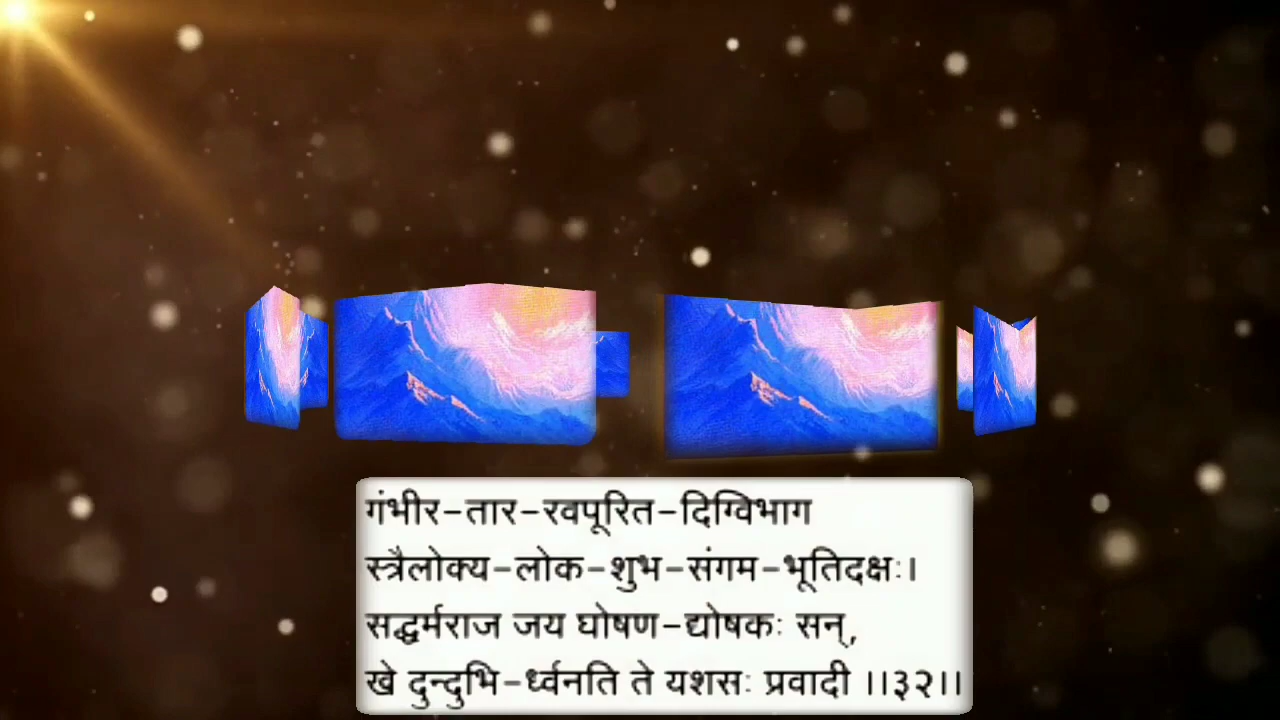 गंभीर-तार-रवपूरित-दिग्विभाग
स्त्रैलोक्य-लोक-शुभ-संगम-भूतिदक्षः।
सद्धर्मराज जय घोषण-द्योषकः सन्,
खे दुन्दुभि-र्ध्वनति ते यशसः प्रवादी ।।३२।।